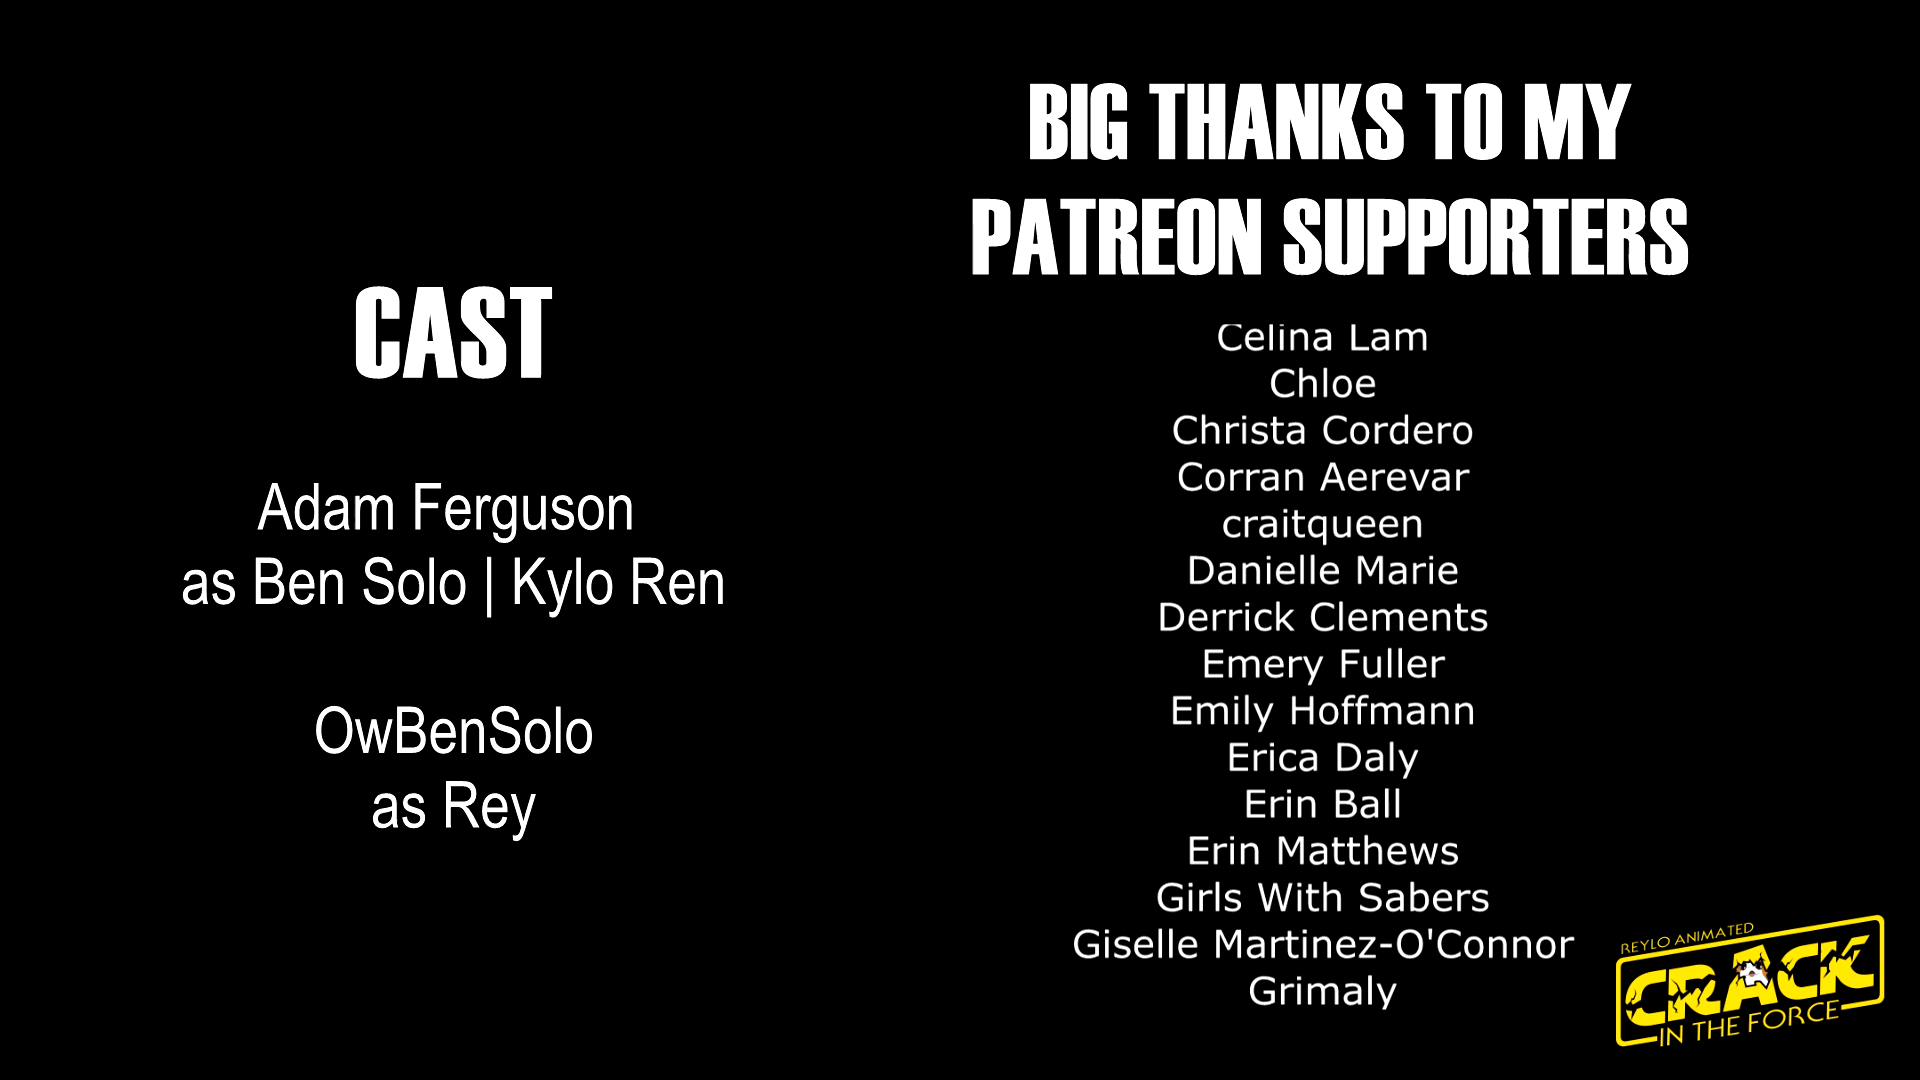 CAST
Adam Ferguson
as Ben Solo | Kylo Ren
OwBenSolo
as Rey
BIG THANKS TO MY
PATREON SUPPORTERS
Celina Lam
Chloe
Christa Cordero
Corran Aerevar
craitqueen
Danielle Marie
Derrick Clements
Emery Fuller
Emily Hoffmann
Erica Daly
Erin Ball
Erin Matthews
Girls With Sabers
Giselle Martinez-O'Connor
Grimaly
REYLO ANIMATED
CRACK
IN THE FORCE